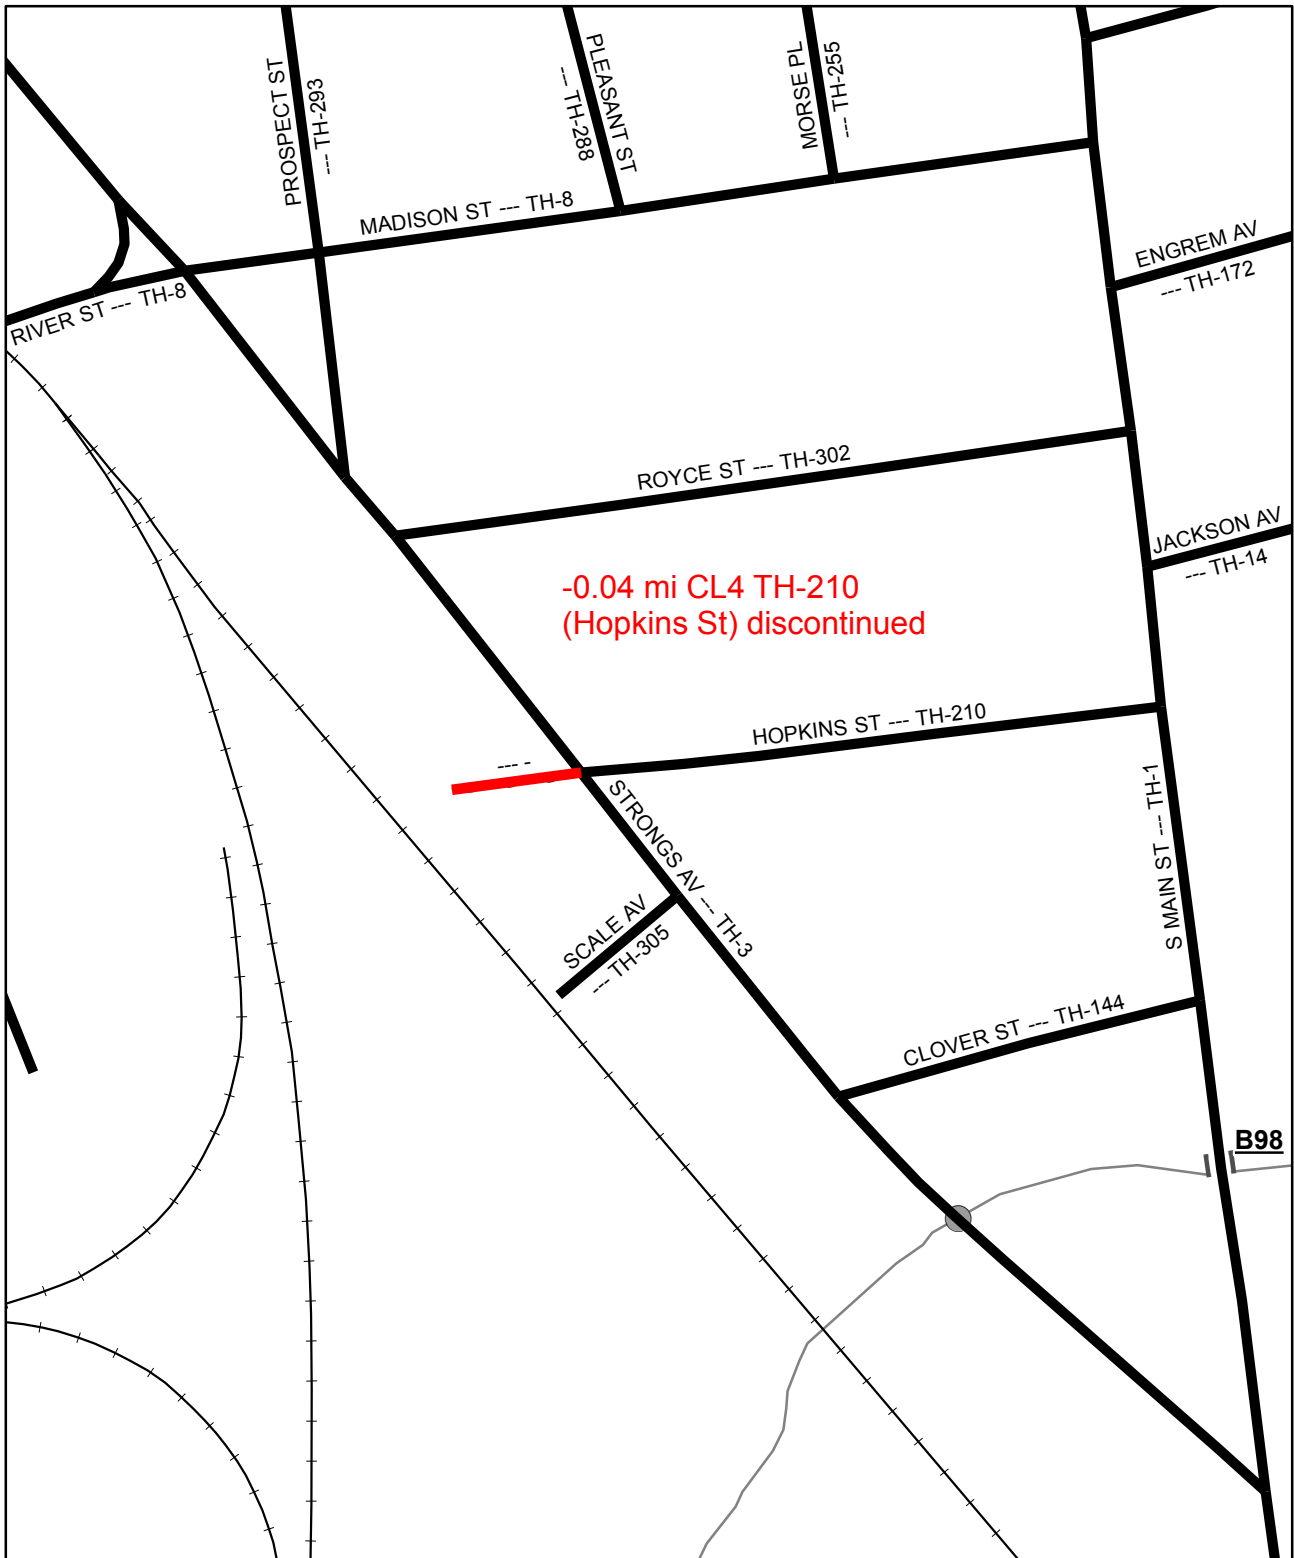 PROSPECT ST
--- TH-293
PLEASANT ST
--- TH-288
MORSE PL
--- TH-255
MADISON ST --- TH-8
RIVER ST --- TH-8
ENGREM AV
--- TH-172
ROYCE ST --- TH-302
JACKSON AV
--- TH-14
-0.04 mi CL4 TH-210
(Hopkins St) discontinued
HOPKINS ST --- TH-210
--- -
STRONGS AV --- TH-3
S MAIN ST --- TH-1
SCALE AV
--- TH-305
CLOVER ST --- TH-144
B98